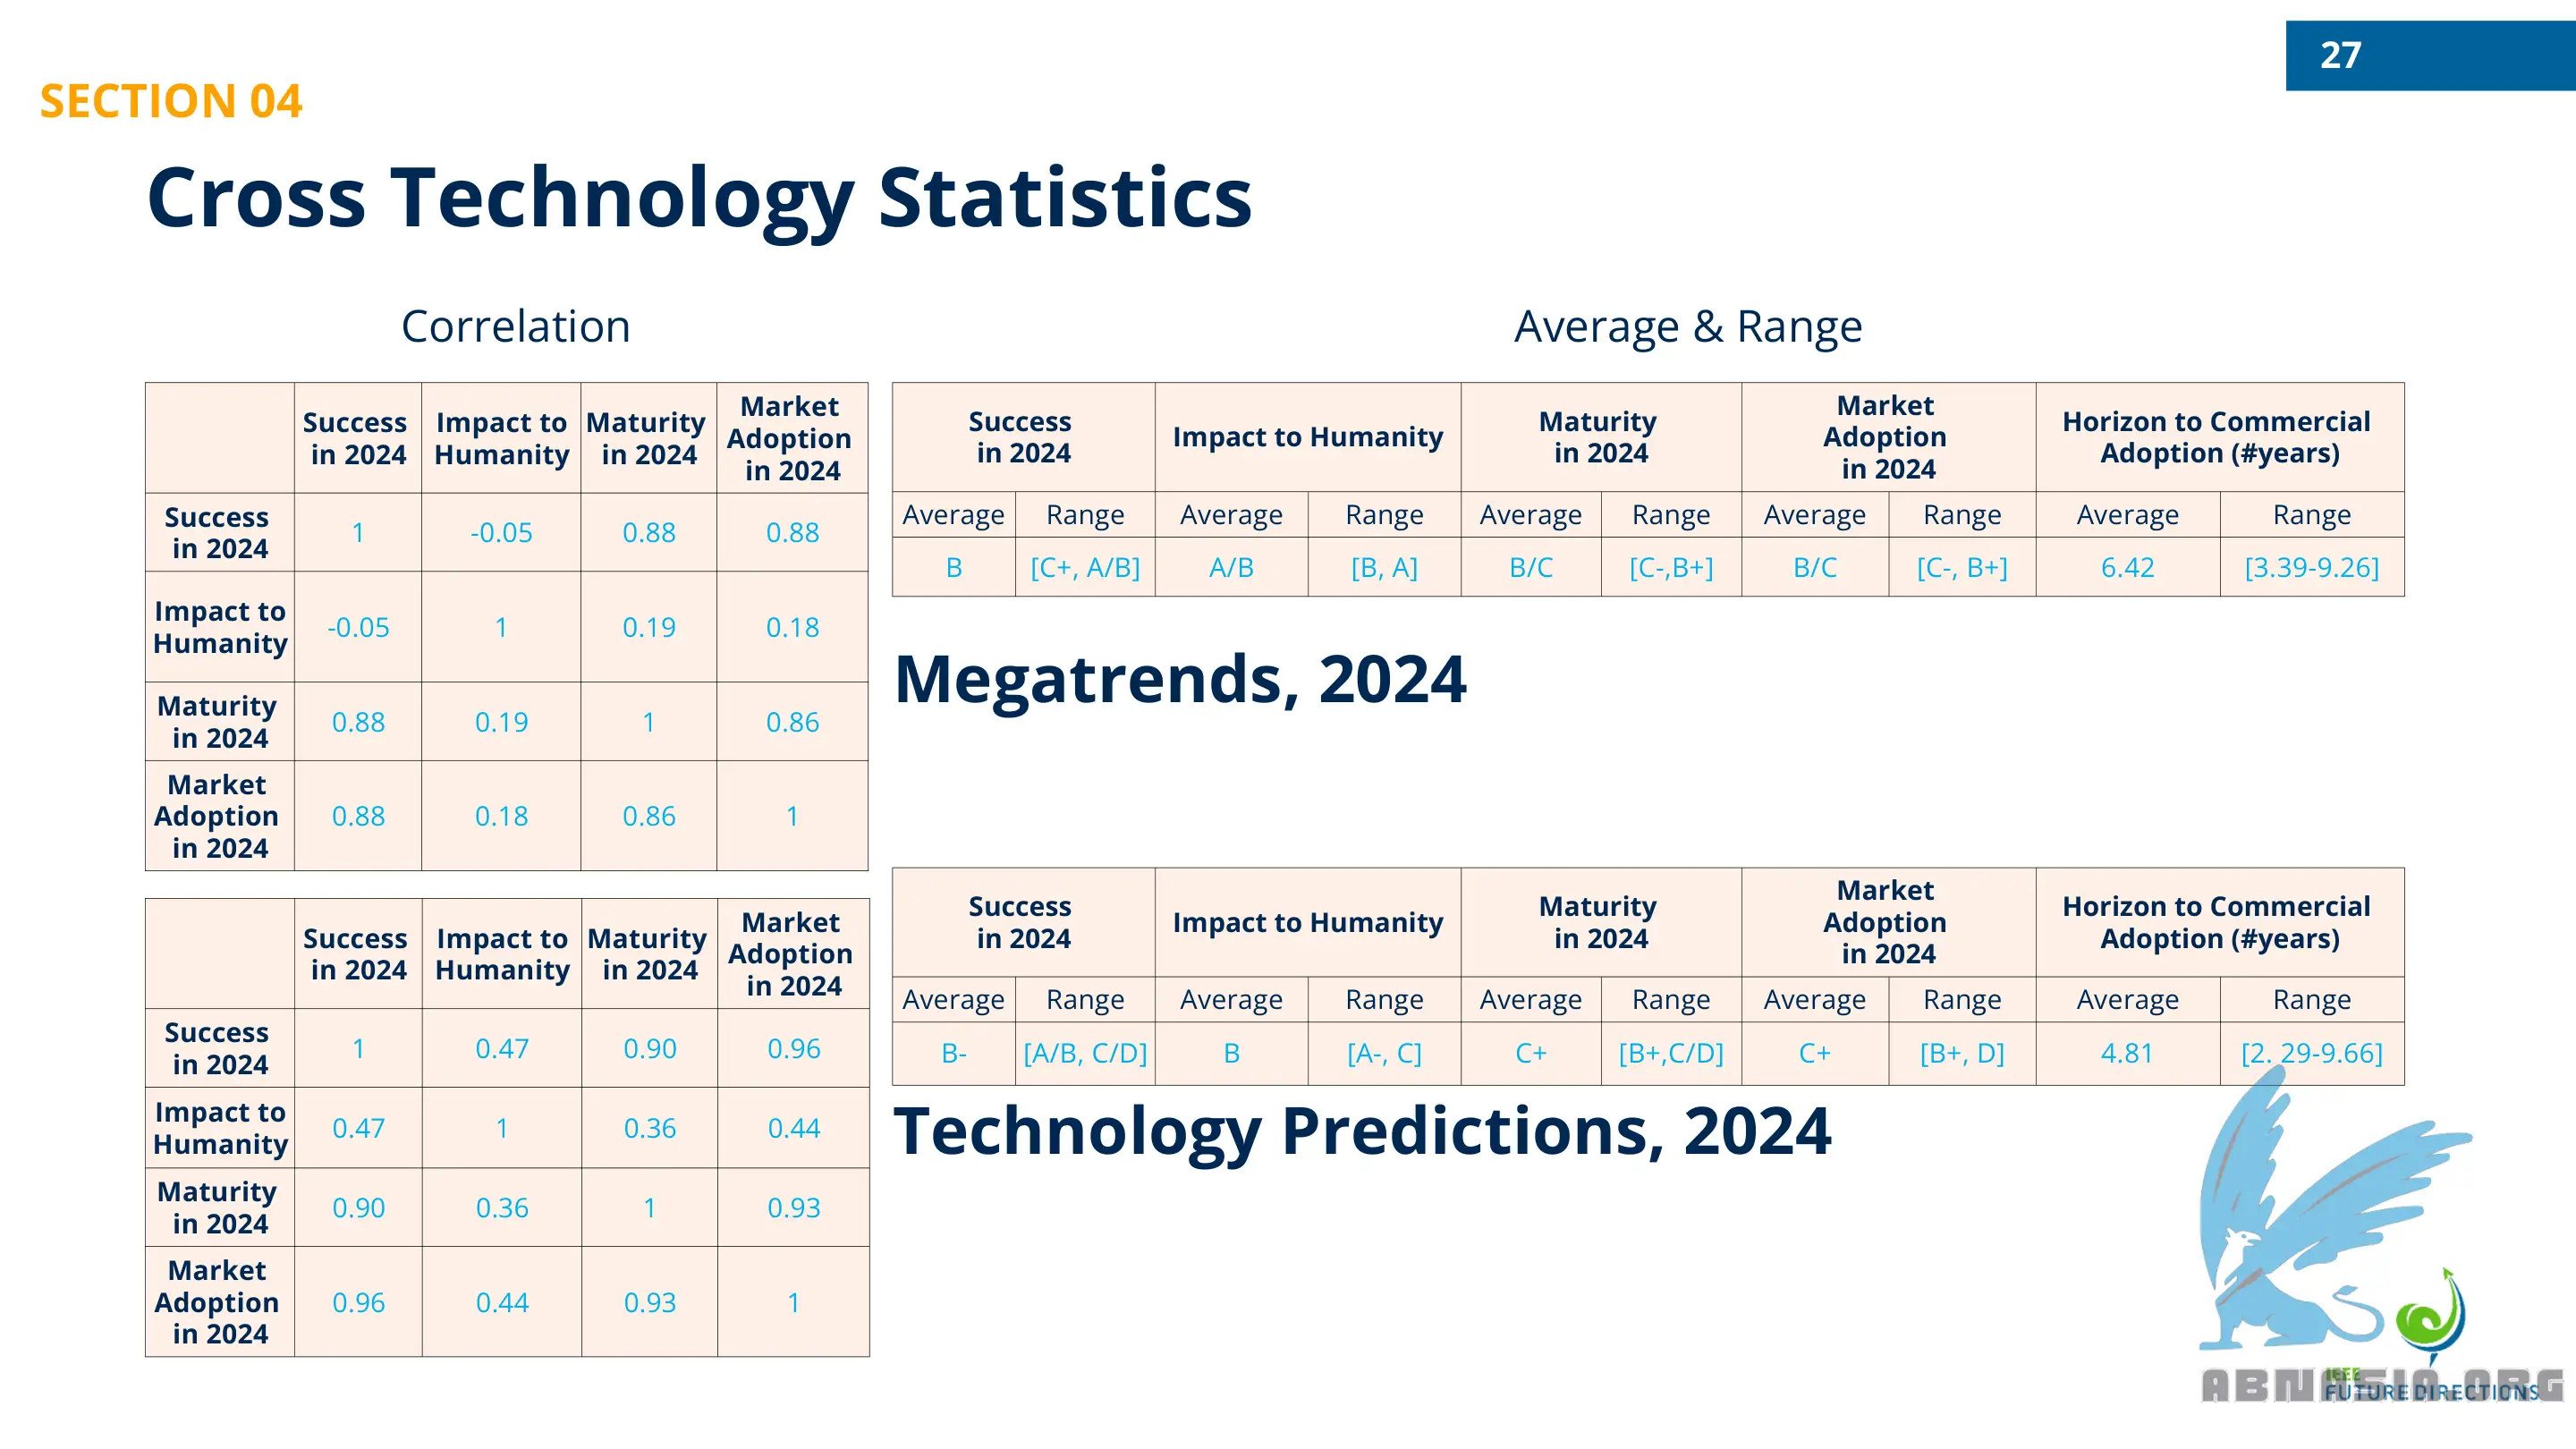 27
SECTION 04
Cross Technology Statistics
Correlation
Average & Range
Success in 2024 Impact to Humanity Maturity in 2024 Market Adoption in 2024
Success in 2024 1 -0.05 0.88 0.88
Impact to Humanity -0.05 1 0.19 0.18
Maturity in 2024 0.88 0.19 1 0.86
Market Adoption in 2024 0.88 0.18 0.86 1
Success in 2024 Impact to Humanity Maturity in 2024 Market Adoption in 2024 Horizon to Commercial Adoption (#years)
Average Range Average Range Average Range Average Range Average Range
B [C+, A/B] A/B [B, A] B/C [C-,B+] B/C [C-, B+] 6.42 [3.39-9.26]
Megatrends, 2024
Success in 2024 Impact to Humanity Maturity in 2024 Market Adoption in 2024
Success in 2024 1 0.47 0.90 0.96
Impact to Humanity 0.47 1 0.36 0.44
Maturity in 2024 0.90 0.36 1 0.93
Market Adoption in 2024 0.96 0.44 0.93 1
Success in 2024 Impact to Humanity Maturity in 2024 Market Adoption in 2024 Horizon to Commercial Adoption (#years)
Average Range Average Range Average Range Average Range Average Range
B- [A/B, C/D] B [A-, C] C+ [B+,C/D] C+ [B+, D] 4.81 [2. 29-9.66]
Technology Predictions, 2024
IEEE
FUTURE DIRECTIONS
ABNASIA.ORG